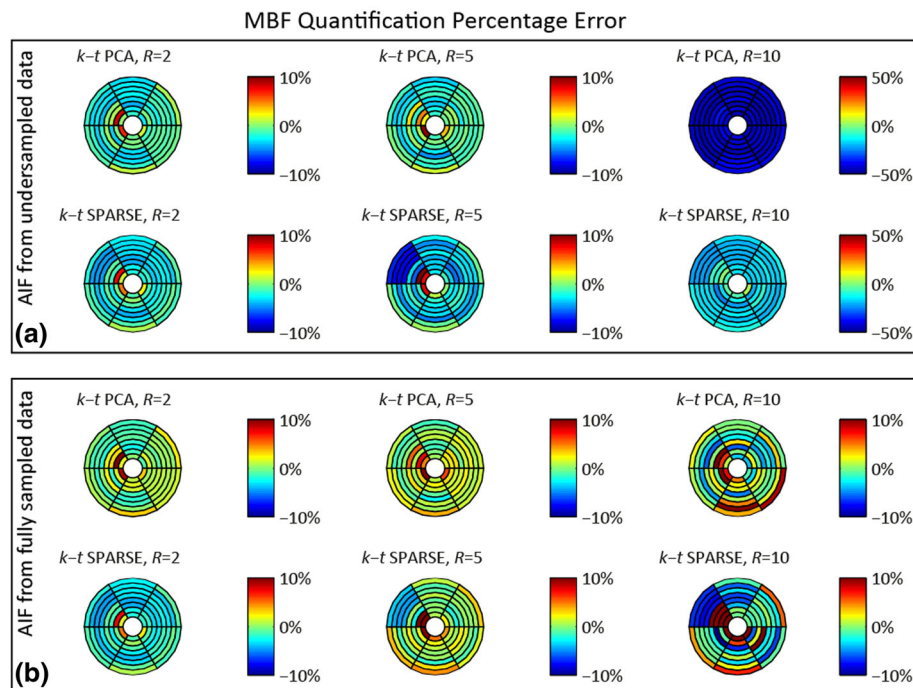 MBF Quantification Percentage Error
AIF from undersampled data
(a)
k–t PCA, R=2
10%
0%
−10%
k–t PCA, R=5
10%
0%
−10%
k–t PCA, R=10
50%
0%
−50%
k–t SPARSE, R=2
10%
0%
−10%
k–t SPARSE, R=5
10%
0%
−10%
k–t SPARSE, R=10
50%
0%
−50%
AIF from fully sampled data
(b)
k–t PCA, R=2
10%
0%
−10%
k–t PCA, R=5
10%
0%
−10%
k–t PCA, R=10
10%
0%
−10%
k–t SPARSE, R=2
10%
0%
−10%
k–t SPARSE, R=5
10%
0%
−10%
k–t SPARSE, R=10
10%
0%
−10%